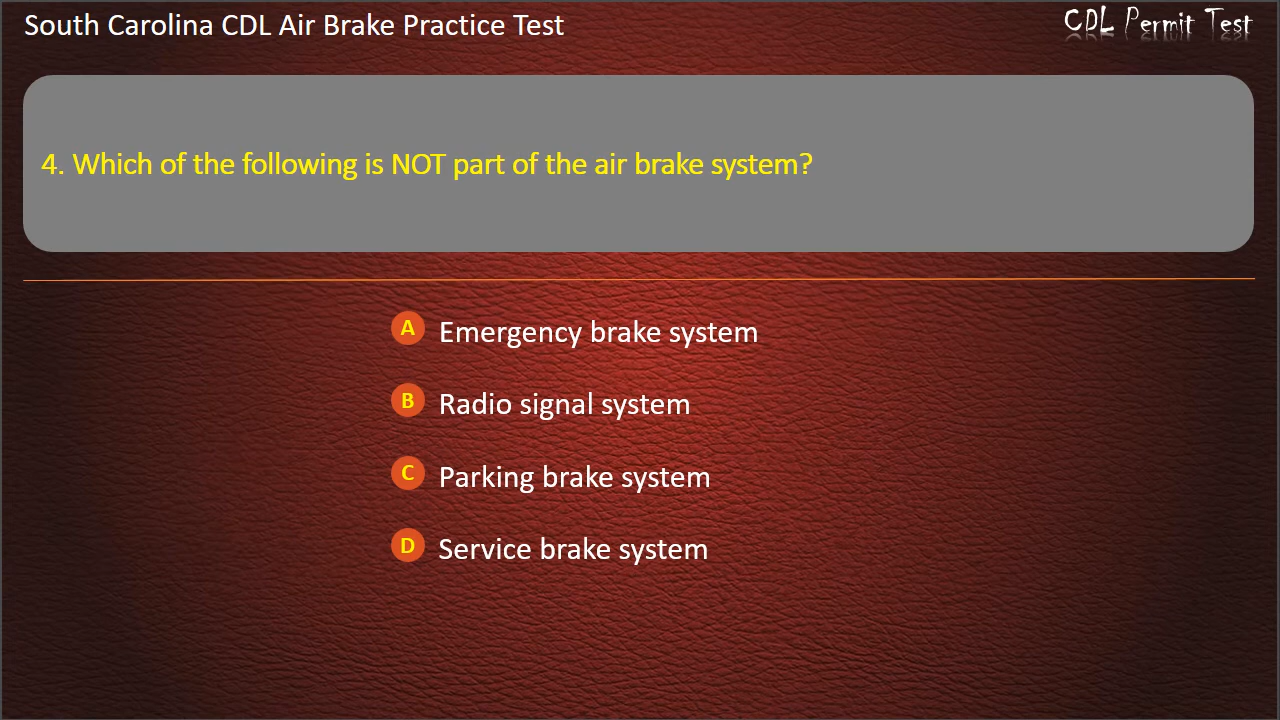 South Carolina CDL Air Brake Practice Test
CDL Permit Test
4. Which of the following is NOT part of the air brake system?
A Emergency brake system
B Radio signal system
C Parking brake system
D Service brake system